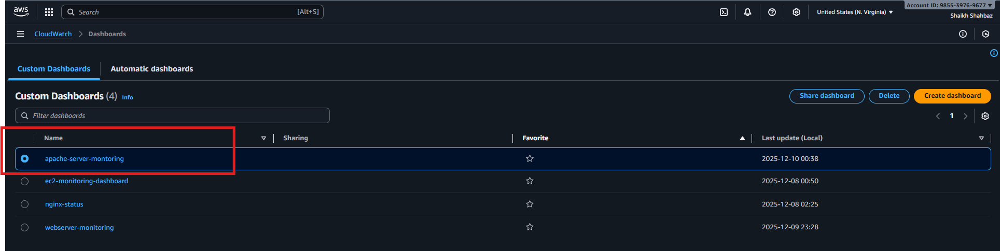 aws
Search [Alt+S]
United States (N. Virginia)
Account ID: 9855-3976-9677
Shaikh Shahbaz
CloudWatch Dashboards
Custom Dashboards Automatic dashboards
Custom Dashboards (4) Info
Share dashboard Delete Create dashboard
Filter dashboards
1
Name Sharing Favorite Last update (Local)
apache-server-montoring 2025-12-10 00:38
ec2-monitoring-dashboard 2025-12-08 00:50
nginx-status 2025-12-08 02:25
webserver-monitoring 2025-12-09 23:28